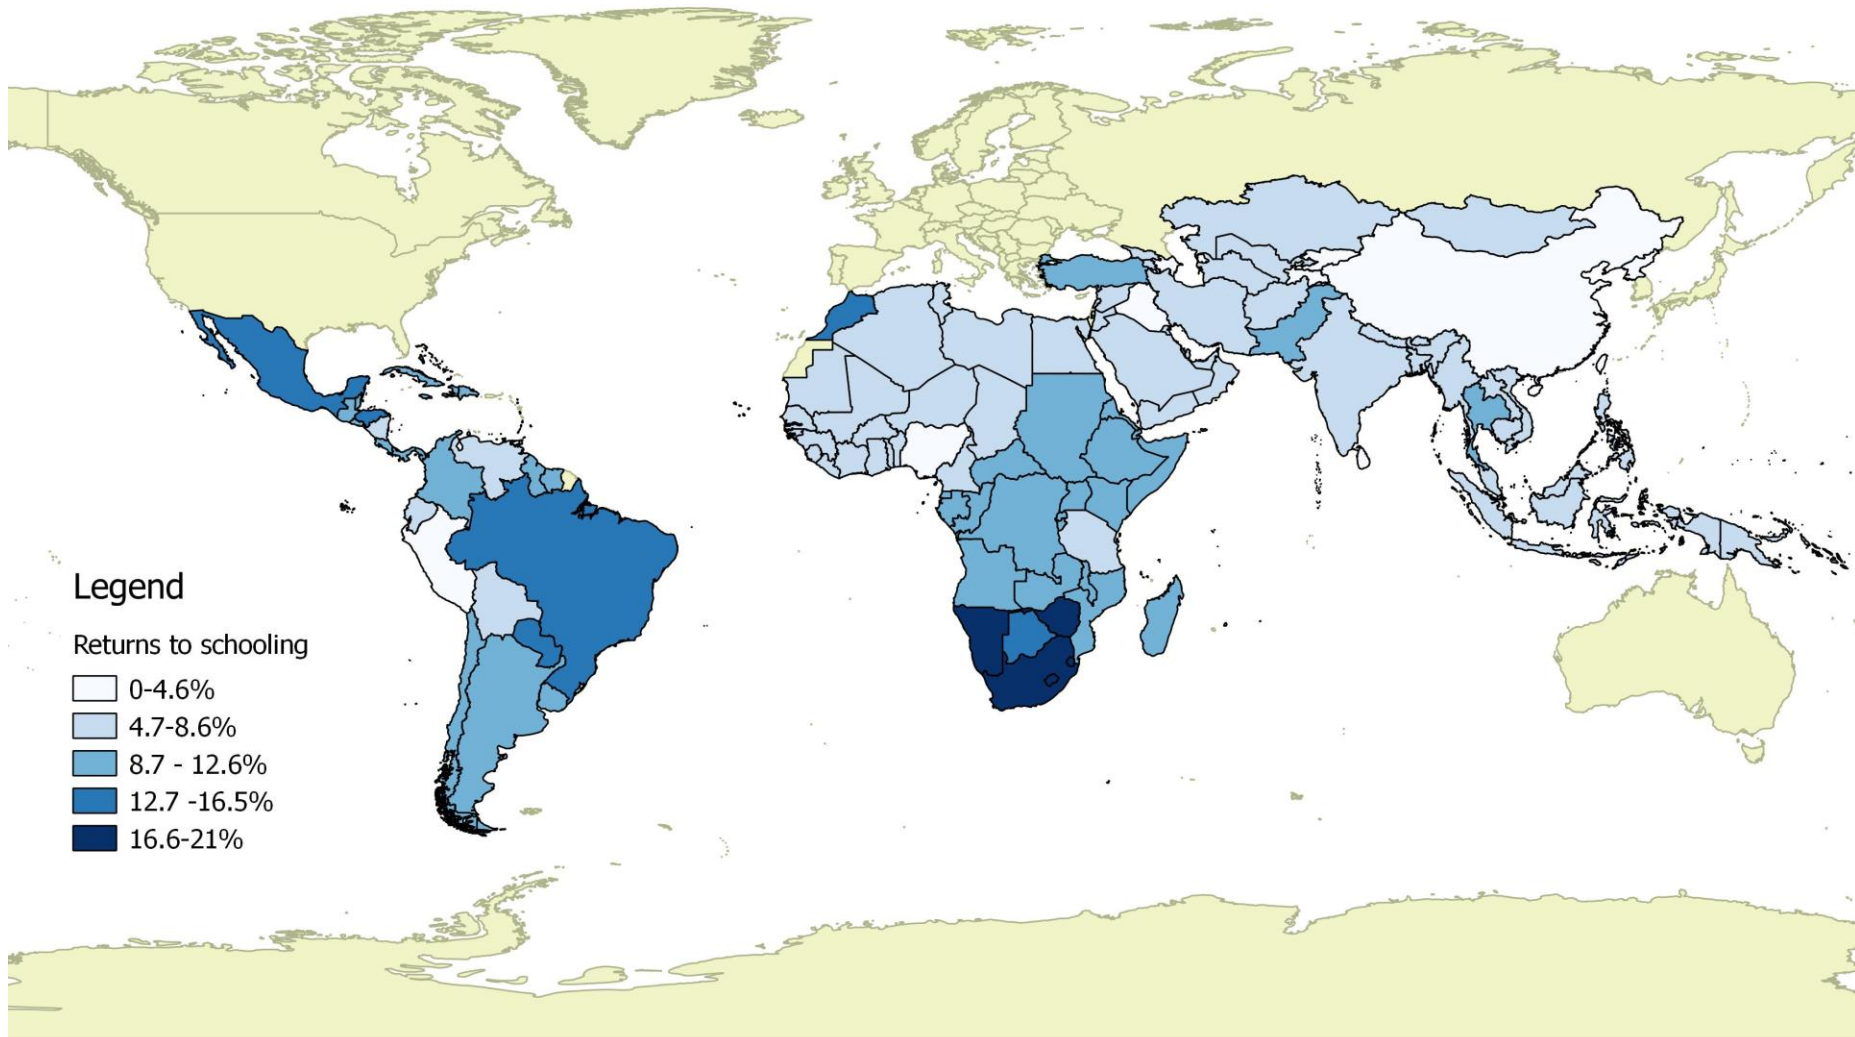 Legend
Returns to schooling
0-4.6%
4.7-8.6%
8.7 - 12.6%
12.7 -16.5%
16.6-21%